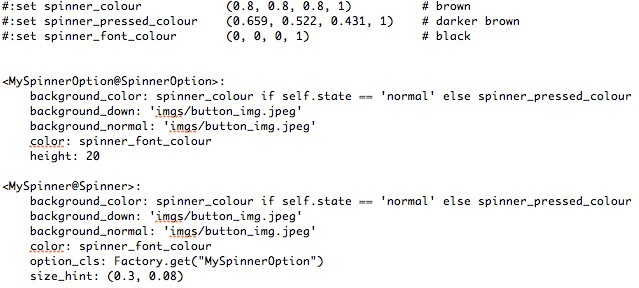 #:set spinner_colour (0.8, 0.8, 0.8, 1) # brown
#:set spinner_pressed_colour (0.659, 0.522, 0.431, 1) # darker brown
#:set spinner_font_colour (0, 0, 0, 1) # black
<MySpinnerOption@SpinnerOption>:
background_color: spinner_colour if self.state == 'normal' else spinner_pressed_colour
background_down: 'imgs/button_img.jpeg'
background_normal: 'imgs/button_img.jpeg'
color: spinner_font_colour
height: 20
<MySpinner@Spinner>:
background_color: spinner_colour if self.state == 'normal' else spinner_pressed_colour
background_down: 'imgs/button_img.jpeg'
background_normal: 'imgs/button_img.jpeg'
color: spinner_font_colour
option_cls: Factory.get("MySpinnerOption")
size_hint: (0.3, 0.08)